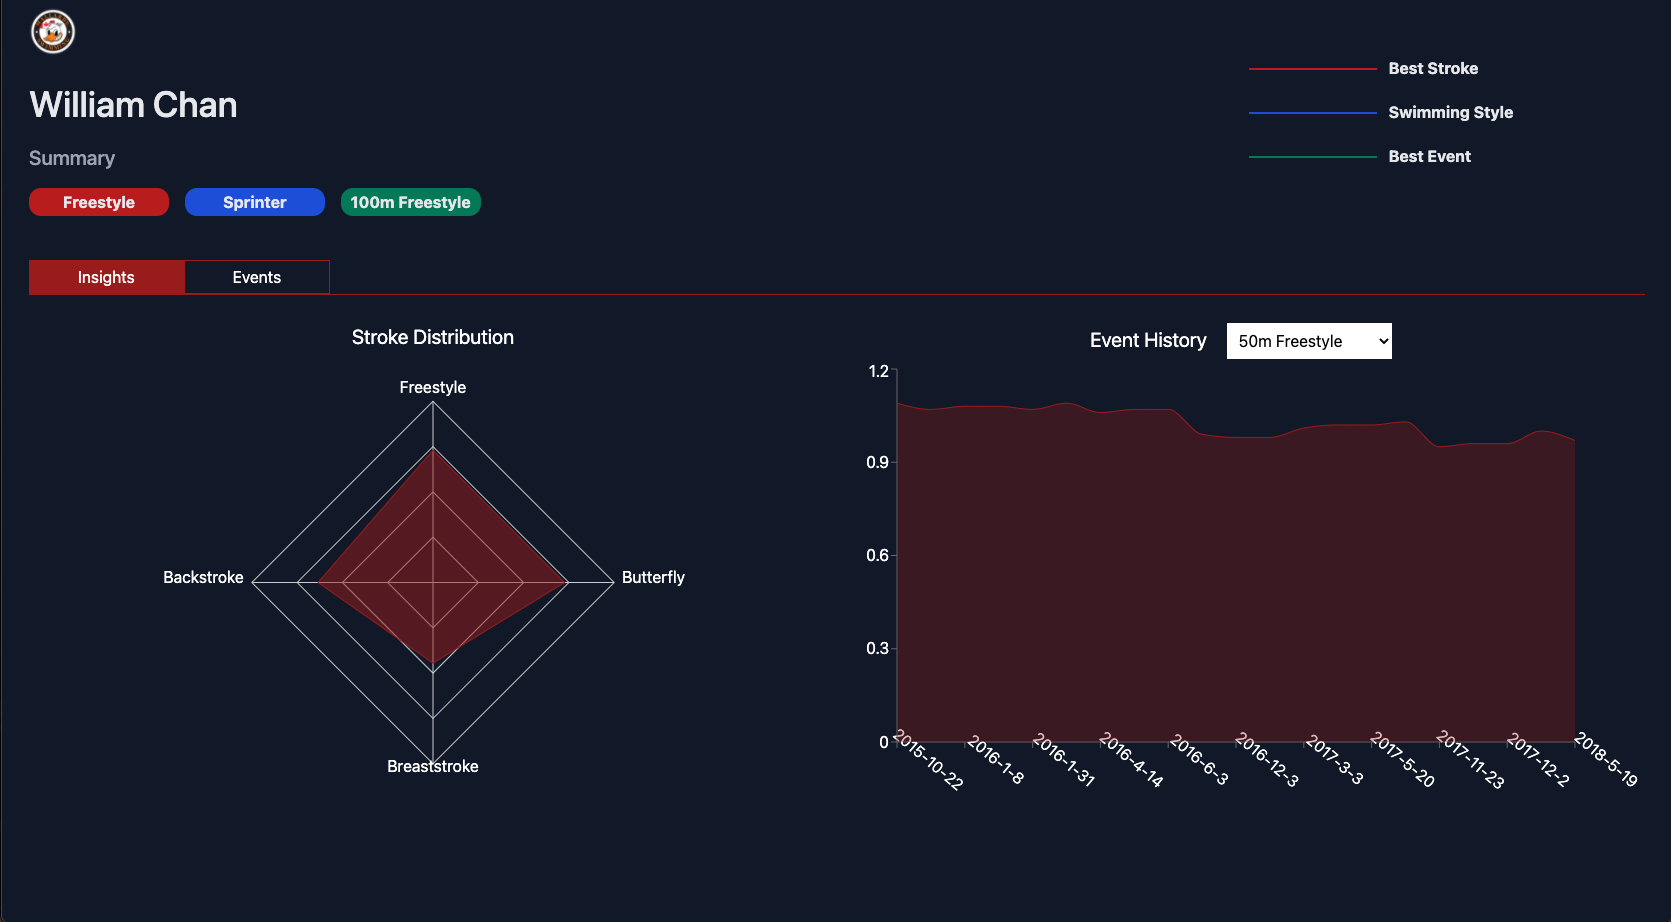 William Chan
Summary
Freestyle
Sprinter
100m Freestyle
Best Stroke
Swimming Style
Best Event
Insights
Events
Stroke Distribution
Freestyle
Backstroke
Butterfly
Breaststroke
Event History
50m Freestyle
1.2
0.9
0.6
0.3
0
2015-10-22
2016-1-8
2016-1-31
2016-4-14
2016-6-3
2016-12-3
2017-3-3
2017-5-20
2017-11-23
2017-12-2
2018-5-19